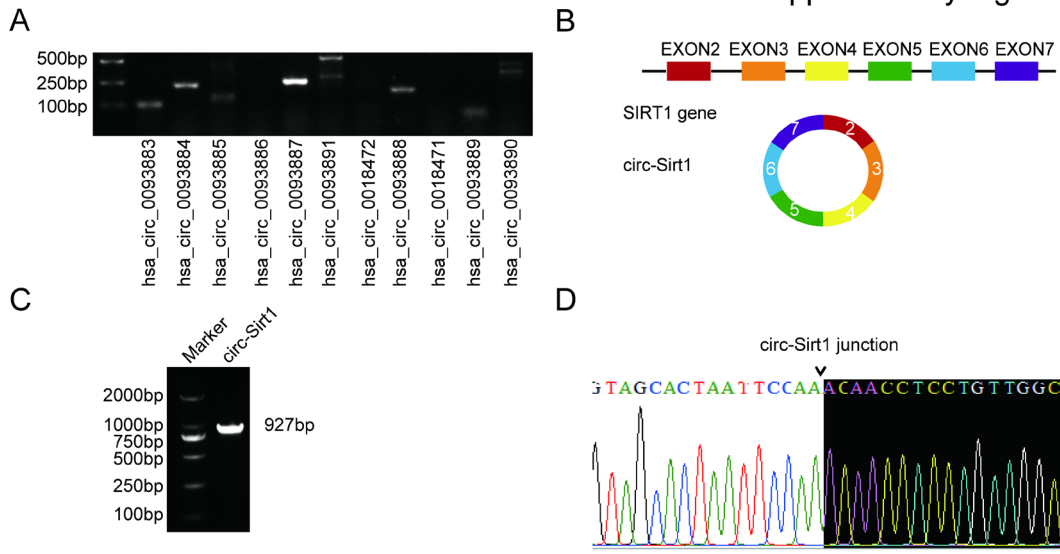 A
500bp
250bp
100bp
hsa_circ_0093883
hsa_circ_0093884
hsa_circ_0093885
hsa_circ_0093886
hsa_circ_0093887
hsa_circ_0093891
hsa_circ_0018472
hsa_circ_0093888
hsa_circ_0018471
hsa_circ_0093889
hsa_circ_0093890
B
EXON2 EXON3 EXON4 EXON5 EXON6 EXON7
SIRT1 gene
circ-Sirt1
7 2
6 3
5 4
C
Marker
circ-Sirt1
2000bp
1000bp
750bp
500bp
250bp
100bp
927bp
D
circ-Sirt1 junction
GTAGCACTAATTCCAAACAACCTCCTGTTGGC